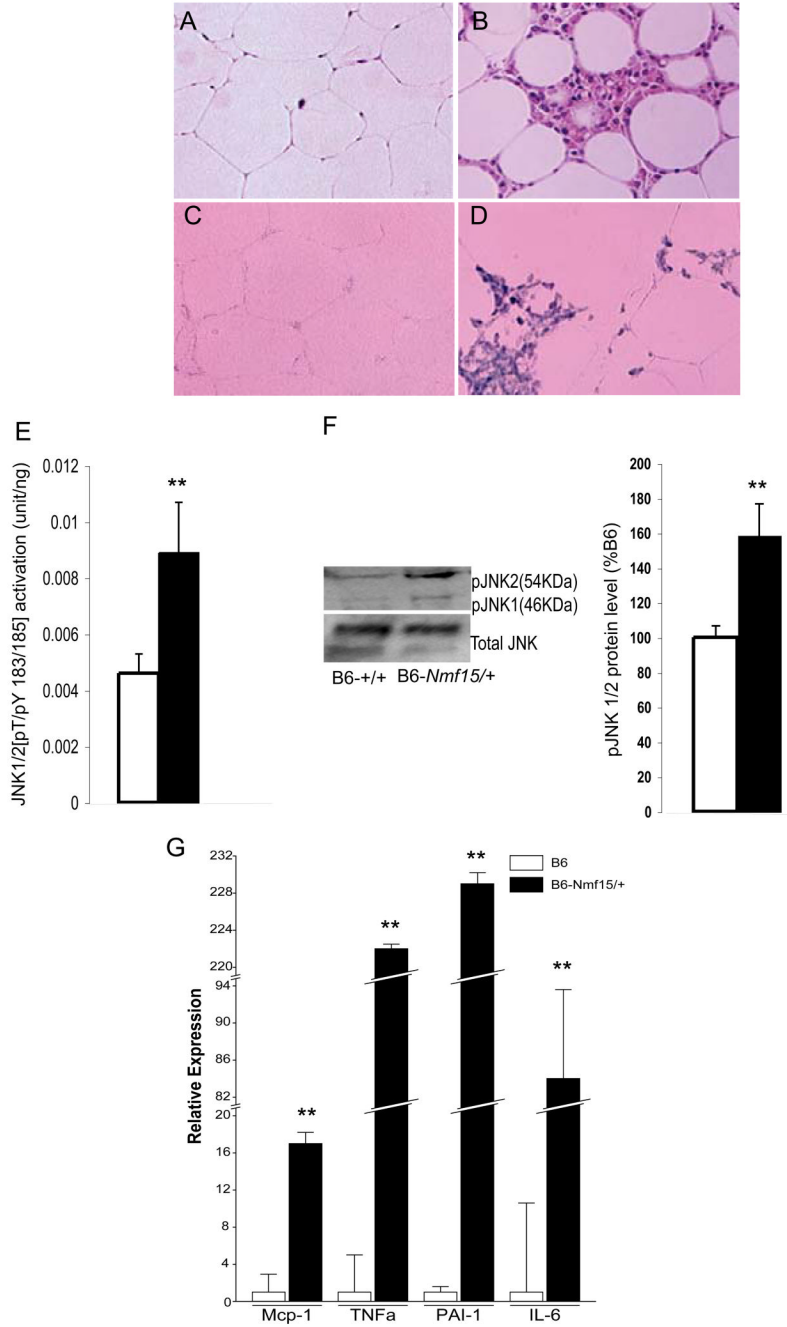 A
B
C
D
E
JNK1/2[pT/pY 183/185] activation (unit/ng)
0.012
0.01
0.008
0.006
0.004
0.002
0
**
F
pJNK2(54KDa)
pJNK1(46KDa)
Total JNK
B6-+/+ B6-Nmf15/+
pJNK 1/2 protein level (%B6)
200
180
160
140
120
100
80
60
40
20
0
**
G
Relative Expression
232
228
224
220
94
90
86
82
20
16
12
8
4
0
**
**
**
**
B6
B6-Nmf15/+
Mcp-1 TNFa PAI-1 IL-6